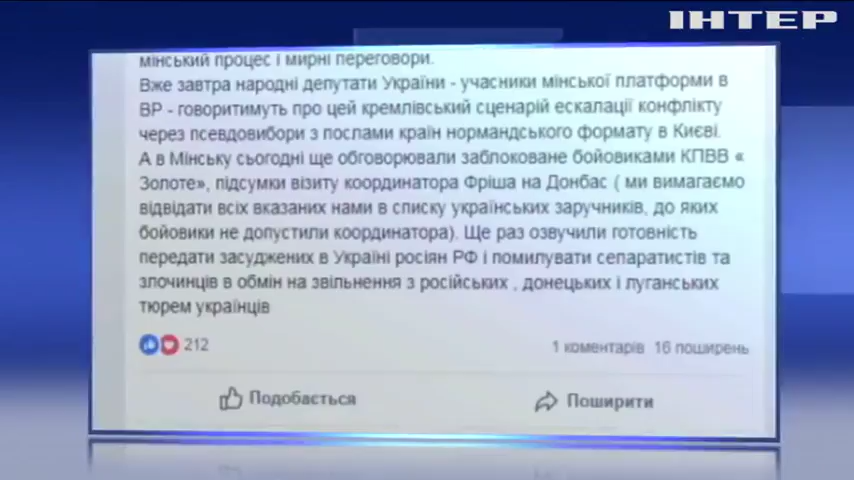 ІНТЕР
мінський процес і мирні переговори.
Вже завтра народні депутати України - учасники мінської платформи в
ВР - говоритимуть про цей кремлівський сценарій ескалації конфлікту
через псевдовибори з послами країн нормандського формату в Києві.
А в Мінську сьогодні ще обговорювали заблоковане бойовиками КПВВ «
Золоте», підсумки візиту координатора Фріша на Донбас ( ми вимагаємо
відвідати всіх вказаних нами в списку українських заручників, до яких
бойовики не допустили координатора). Ще раз озвучили готовність
передати засуджених в Україні росіян РФ і помилувати сепаратистів та
злочинців в обмін на звільнення з російських , донецьких і луганських
тюрем українців
212
1 коментарів 16 поширень
Подобається
Поширити